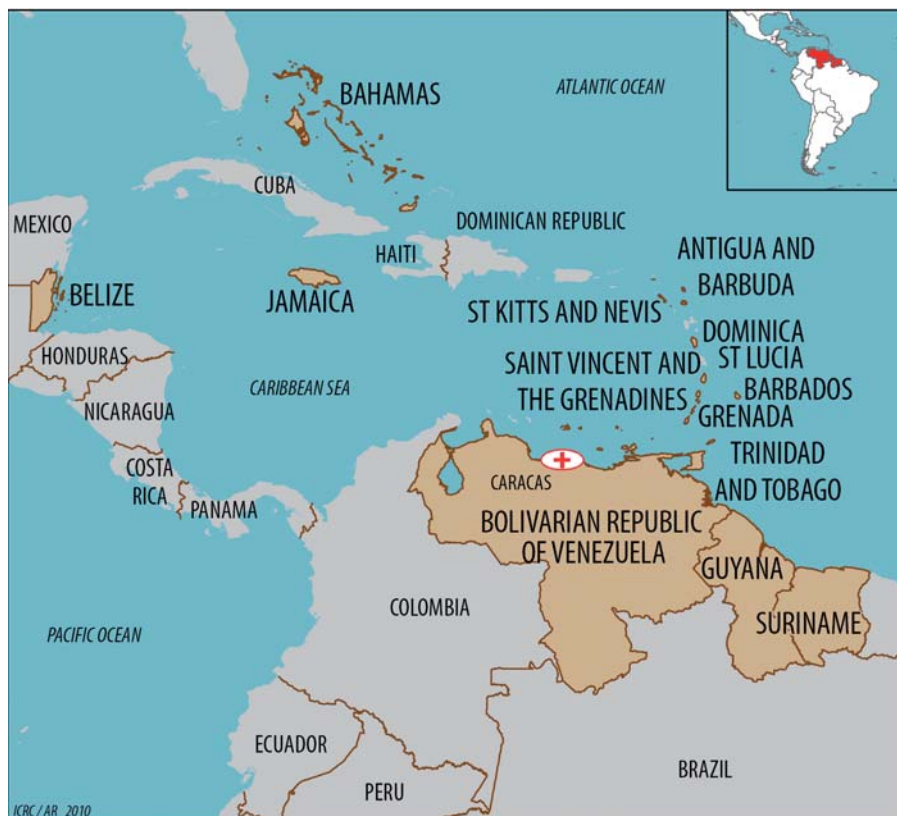 BAHAMAS
ATLANTIC OCEAN
CUBA
MEXICO
DOMINICAN REPUBLIC
HAITI
ANTIGUA AND
BARBUDA
BELIZE
JAMAICA
ST KITTS AND NEVIS
DOMINICA
HONDURAS
SAINT VINCENT AND
THE GRENADINES
ST LUCIA
BARBADOS
CARIBBEAN SEA
NICARAGUA
GRENADA
COSTA
RICA
PANAMA
CARACAS
TRINIDAD
AND TOBAGO
BOLIVARIAN REPUBLIC
OF VENEZUELA
GUYANA
COLOMBIA
SURINAME
PACIFIC OCEAN
ECUADOR
PERU
BRAZIL
ICRC / AR 2010